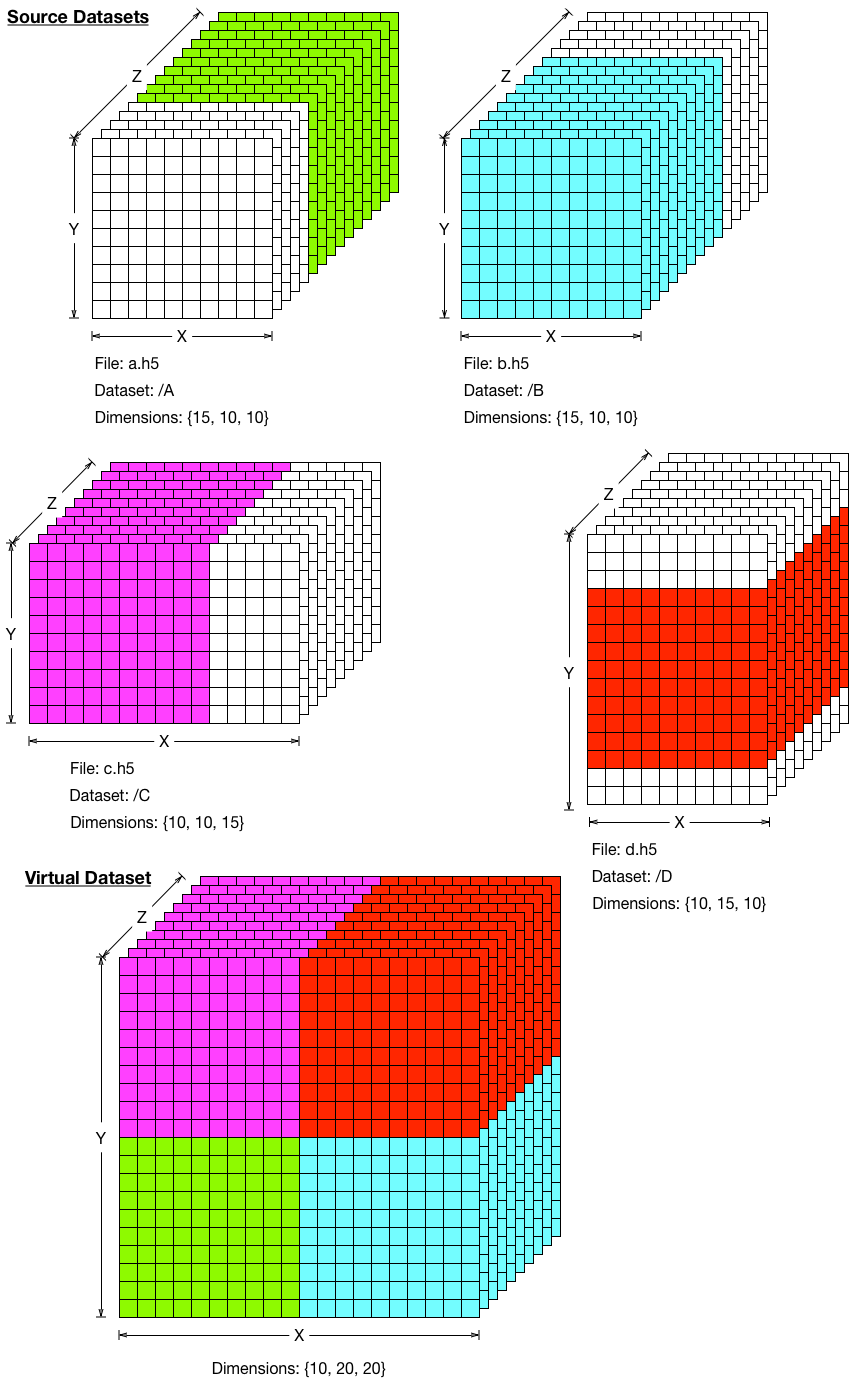 Source Datasets
Z
Z
Y
Y
X
X
File: a.h5
Dataset: /A
Dimensions: {15, 10, 10}
File: b.h5
Dataset: /B
Dimensions: {15, 10, 10}
Z
Z
Y
Y
X
X
File: c.h5
Dataset: /C
Dimensions: {10, 10, 15}
File: d.h5
Dataset: /D
Dimensions: {10, 15, 10}
Virtual Dataset
Z
Y
X
Dimensions: {10, 20, 20}